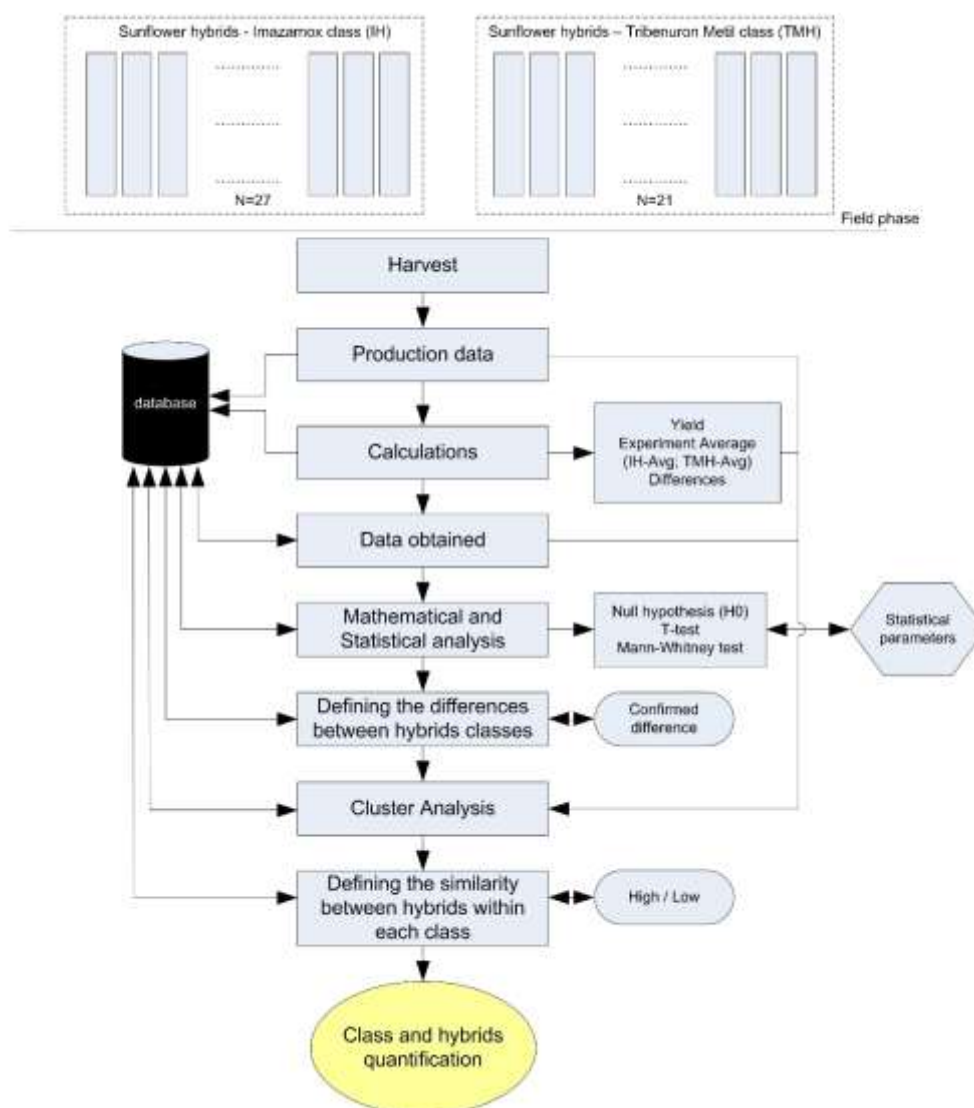 Sunflower hybrids - Imazamox class (IH)
Sunflower hybrids – Tribenuron Metil class (TMH)
N=27
N=21
Field phase
Harvest
Production data
database
Calculations
Yield
Experiment Average
(IH-Avg, TMH-Avg)
Differences
Data obtained
Mathematical and
Statistical analysis
Null hypothesis (H0)
T-test
Mann-Whitney test
Statistical
parameters
Defining the differences
between hybrids classes
Confirmed
difference
Cluster Analysis
Defining the similarity
between hybrids within
each class
High / Low
Class and hybrids
quantification